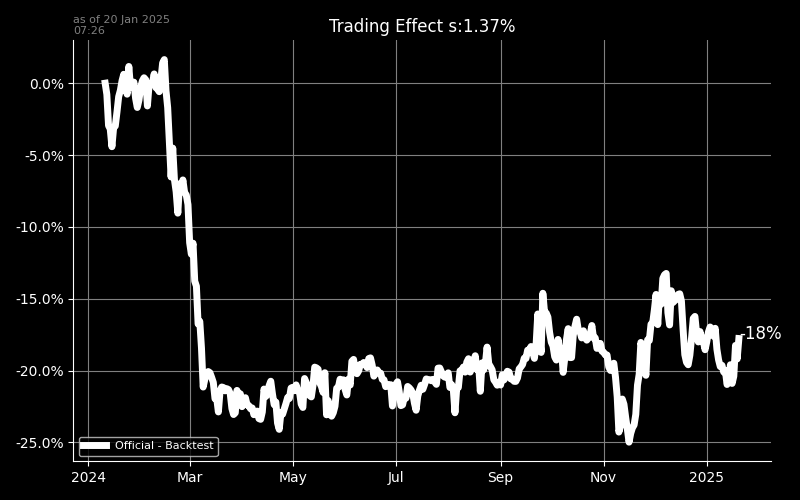 as of 20 Jan 2025
07:26
Trading Effect s:1.37%
0.0%
-5.0%
-10.0%
-15.0%
-20.0%
-25.0%
-18%
Official - Backtest
2024 Mar May Jul Sep Nov 2025